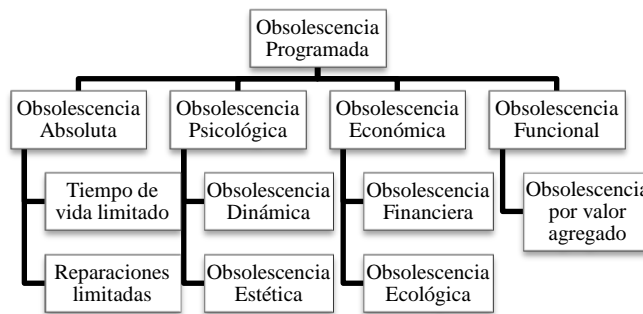 Obsolescencia
Programada
Obsolescencia
Absoluta
Obsolescencia
Psicológica
Obsolescencia
Económica
Obsolescencia
Funcional
Tiempo de
vida limitado
Obsolescencia
Dinámica
Obsolescencia
Financiera
Obsolescencia
por valor
agregado
Reparaciones
limitadas
Obsolescencia
Estética
Obsolescencia
Ecológica